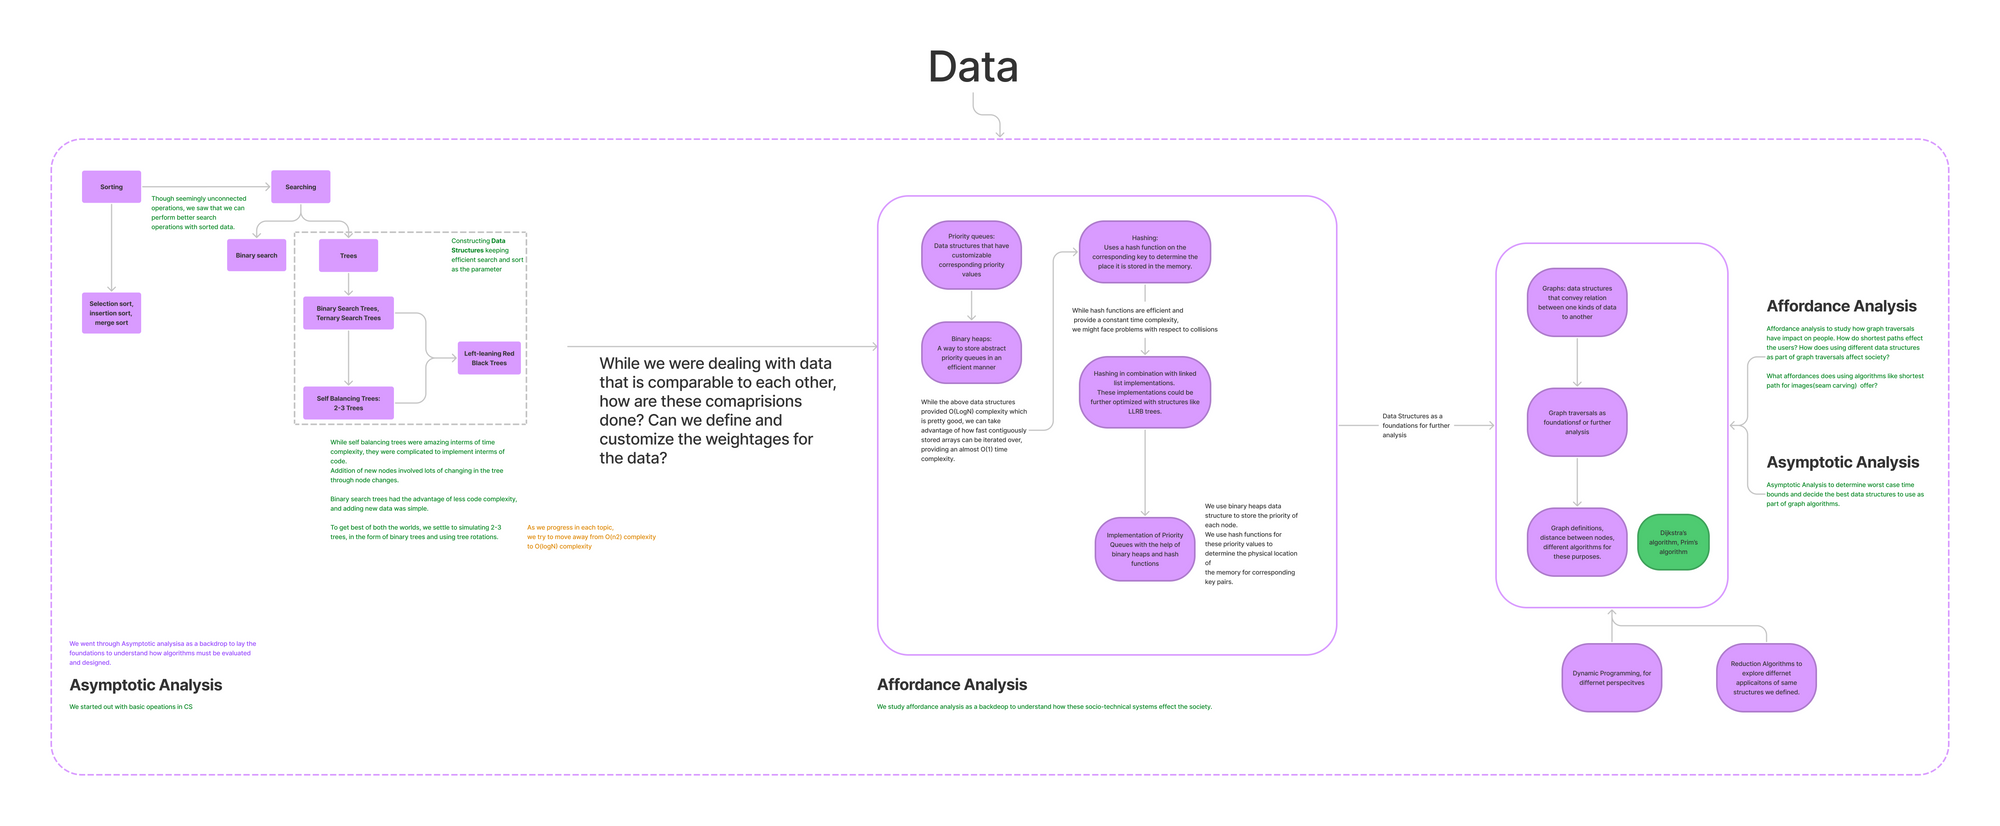 Data
Sorting
Searching
Though seemingly unconnected
operations, we saw that we can
perform better search
operations with sorted data.
Binary search
Trees
Constructing Data
Structures keeping
efficient search and sort
as the parameter
Selection sort,
insertion sort,
merge sort
Binary Search Trees,
Ternary Search Trees
Left-leaning Red
Black Trees
Self Balancing Trees:
2-3 Trees
While self balancing trees were amazing interms of time
complexity, they were complicated to implement interms of
code.
Addition of new nodes involved lots of changing in the tree
through node changes.
Binary search trees had the advantage of less code complexity,
and adding new data was simple.
To get best of both the worlds, we settle to simulating 2-3
trees, in the form of binary trees and using tree rotations.
As we progress in each topic,
we try to move away from O(n2) complexity
to O(logN) complexity
We went through Asymptotic analysisa as a backdrop to lay the
foundations to understand how algorithms must be evaluated
and designed.
Asymptotic Analysis
We started out with basic opeations in CS
While we were dealing with data
that is comparable to each other,
how are these comaprisions
done? Can we define and
customize the weightages for
the data?
Priority queues:
Data structures that have
customizable
corresponding priority
values
Binary heaps:
A way to store abstract
priority queues in an
efficient manner
While the above data structures
provided O(LogN) complexity which
is pretty good, we can take
advantage of how fast contiguously
stored arrays can be iterated over,
providing an almost O(1) time
complexity.
Hashing:
Uses a hash function on the
corresponding key to determine the
place it is stored in the memory.
While hash functions are efficient and
provide a constant time complexity,
we might face problems with respect to collisions
Hashing in combination with linked
list implementations.
These implementations could be
further optimized with structures like
LLRB trees.
Implementation of Priority
Queues with the help of
binary heaps and hash
functions
We use binary heaps data
structure to store the priority of
each node.
We use hash functions for
these priority values to
determine the physical location
of
the memory for corresponding
key pairs.
Affordance Analysis
We study affordance analysis as a backdeop to understand how these socio-technical systems effect the society.
Data Structures as a
foundations for further
analysis
Graphs: data structures
that convey relation
between one kinds of data
to another
Graph traversals as
foundationsf or further
analysis
Graph definitions,
distance between nodes,
different algorithms for
these purposes.
Dijkstra's
algorithm, Prim's
algorithm
Dynamic Programming, for
differnet perspecitves
Reduction Algorithms to
explore differnet
applicaitons of same
structures we defined.
Affordance Analysis
Affordance analysis to study how graph traversals
have impact on people. How do shortest paths effect
the users? How does using different data structures
as part of graph traversals affect society?
What affordances does using algorithms like shortest
path for images(seam carving) offer?
Asymptotic Analysis
Asymptotic Analysis to determine worst case time
bounds and decide the best data structures to use as
part of graph algorithms.